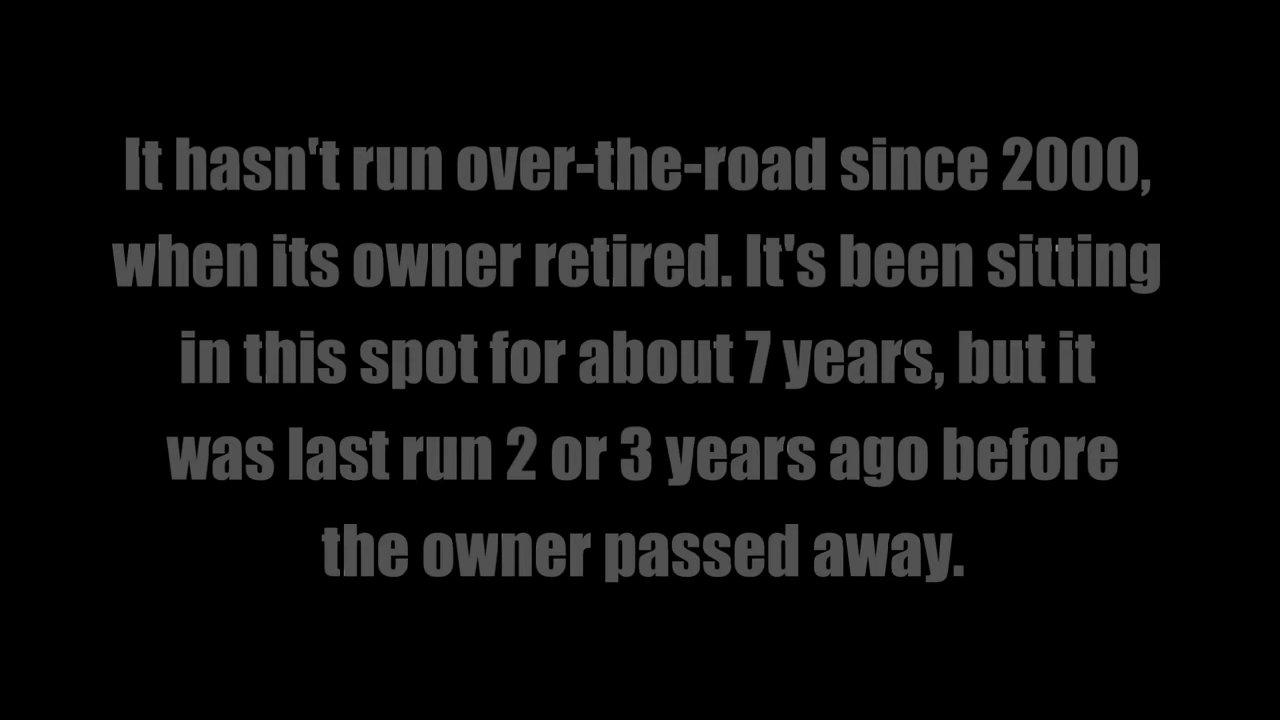 It hasn't run over-the-road since 2000,
when its owner retired. It's been sitting
in this spot for about 7 years, but it
was last run 2 or 3 years ago before
the owner passed away.